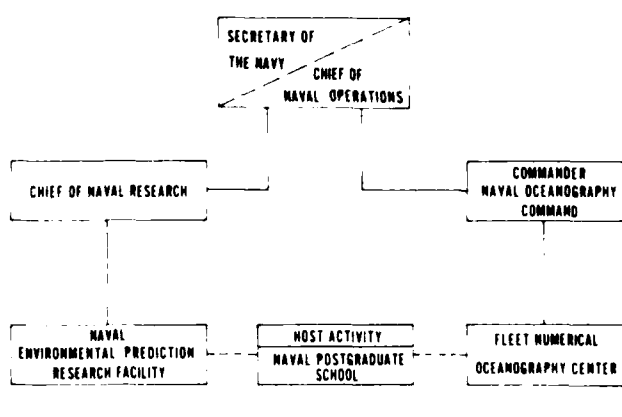 SECRETARY OF
THE NAVY
CHIEF OF
NAVAL OPERATIONS
CHIEF OF NAVAL RESEARCH
COMMANDER
NAVAL OCEANOGRAPHY
COMMAND
NAVAL
ENVIRONMENTAL PREDICTION
RESEARCH FACILITY
HOST ACTIVITY
NAVAL POSTGRADUATE
SCHOOL
FLEET NUMERICAL
OCEANOGRAPHY CENTER